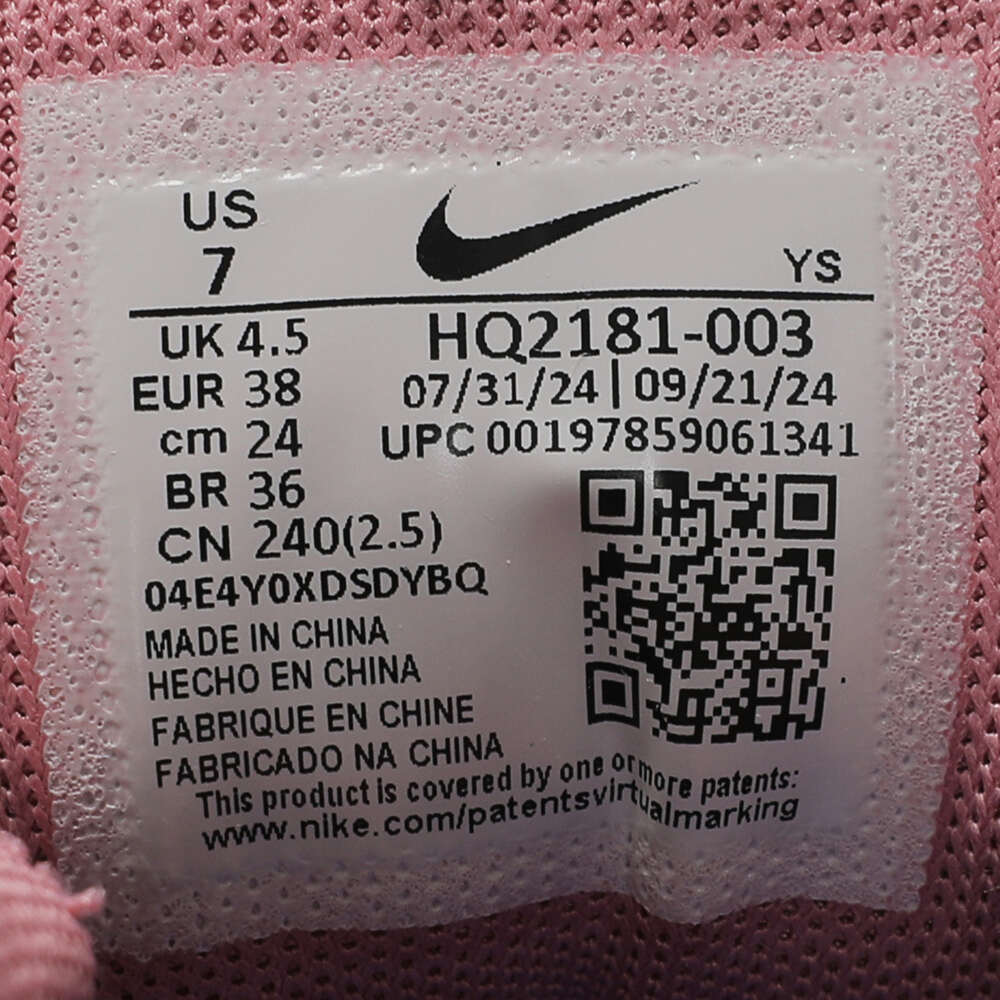 US
7
YS
UK 4.5
EUR 38
cm 24
BR 36
CN 240(2.5)
HQ2181-003
07/31/24 | 09/21/24
UPC 00197859061341
04E4Y0XDSDYBQ
MADE IN CHINA
HECHO EN CHINA
FABRIQUE EN CHINE
FABRICADO NA CHINA
This product is covered by one or more patents:
www.nike.com/patentsvirtualmarking